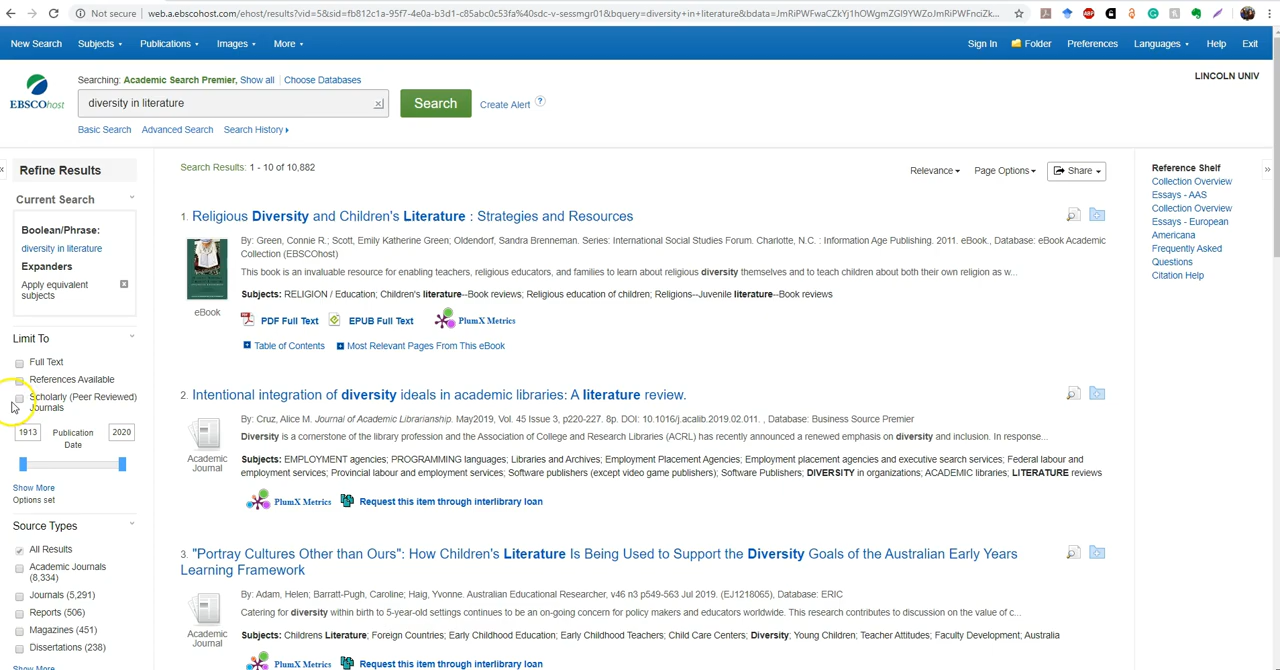 Not secure | web.a.ebscohost.com/ehost/results?vid=5&sid=fb812c1a-95f7-4e0a-b3d1-c85abc0c53fa%40sdc-v-sessmgr01&bquery=diversity+in+literature&bdata=JmRiPWFwaCZkYj1hOWgmZGI9YWZoJmRiPWFnciZk...
ABP
New Search Subjects Publications Images More Sign In Folder Preferences Languages Help Exit
Searching: Academic Search Premier, Show all | Choose Databases
LINCOLN UNIV
EBSCOhost
diversity in literature
Search
Create Alert
?
Basic Search Advanced Search Search History
Refine Results
Current Search
Boolean/Phrase:
diversity in literature
Expanders
Apply equivalent
subjects
Limit To
Full Text
References Available
Scholarly (Peer Reviewed)
Journals
1913 Publication Date 2020
Show More
Options set
Source Types
All Results
Academic Journals
(8,334)
Journals (5,291)
Reports (506)
Magazines (451)
Dissertations (238)
Show More
Search Results: 1 - 10 of 10,882
Relevance Page Options Share
1. Religious Diversity and Children's Literature : Strategies and Resources
By: Green, Connie R.; Scott, Emily Katherine Green; Oldendorf, Sandra Brenneman. Series: International Social Studies Forum. Charlotte, N.C. : Information Age Publishing. 2011. eBook., Database: eBook Academic
Collection (EBSCOhost)
This book is an invaluable resource for enabling teachers, religious educators, and families to learn about religious diversity themselves and to teach children about both their own religion as w...
Subjects: RELIGION / Education; Children's literature--Book reviews; Religious education of children; Religions--Juvenile literature--Book reviews
eBook
PDF Full Text EPUB Full Text PlumX Metrics
Table of Contents Most Relevant Pages From This eBook
2. Intentional integration of diversity ideals in academic libraries: A literature review.
By: Cruz, Alice M. Journal of Academic Librarianship. May2019, Vol. 45 Issue 3, p220-227. 8p. DOI: 10.1016/j.acalib.2019.02.011. , Database: Business Source Premier
Diversity is a cornerstone of the library profession and the Association of College and Research Libraries (ACRL) has recently announced a renewed emphasis on diversity and inclusion. In response...
Academic
Journal
Subjects: EMPLOYMENT agencies; PROGRAMMING languages; Libraries and Archives; Employment Placement Agencies; Employment placement agencies and executive search services; Federal labour and
employment services; Provincial labour and employment services; Software publishers (except video game publishers); Software Publishers; DIVERSITY in organizations; ACADEMIC libraries; LITERATURE reviews
PlumX Metrics Request this item through interlibrary loan
3. "Portray Cultures Other than Ours": How Children's Literature Is Being Used to Support the Diversity Goals of the Australian Early Years
Learning Framework
By: Adam, Helen; Barratt-Pugh, Caroline; Haig, Yvonne. Australian Educational Researcher, v46 n3 p549-563 Jul 2019. (EJ1218065), Database: ERIC
Catering for diversity within birth to 5-year-old settings continues to be an on-going concern for policy makers and educators worldwide. This research contributes to discussion on the value of c...
Academic
Journal
Subjects: Childrens Literature; Foreign Countries; Early Childhood Education; Early Childhood Teachers; Child Care Centers; Diversity; Young Children; Teacher Attitudes; Faculty Development; Australia
PlumX Metrics Request this item through interlibrary loan
Reference Shelf
Collection Overview
Essays - AAS
Collection Overview
Essays - European
Americana
Frequently Asked
Questions
Citation Help